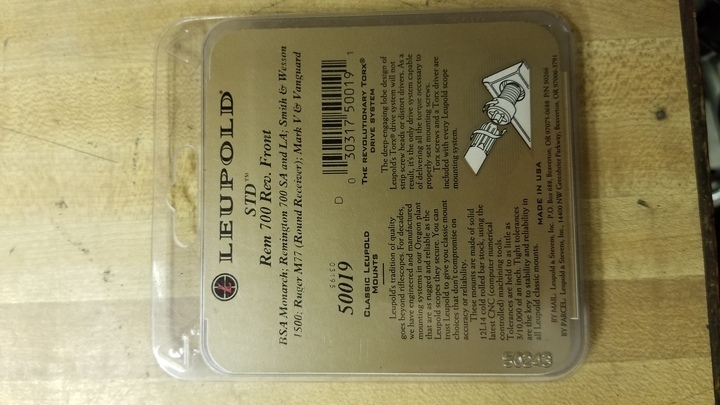 LEUPOLD®
STD™
Rem 700 Rev. Front
BSA Monarch; Remington 700 SA and LA; Smith & Wesson
1500; Ruger M77 (Round Receiver); Mark V & Vanguard
50019
D
0 30317 50019 1
CLASSIC LEUPOLD
MOUNTS
Leupold's tradition of quality
goes beyond riflescopes. For decades,
we have engineered and manufactured
mounting systems in our Oregon plant
that are as rugged and reliable as the
Leupold scopes they secure. You can
trust Leupold to give you classic mount
choices that don't compromise on
accuracy or reliability.
These mounts are made of solid
12L14 cold rolled bar stock, using the
latest CNC (computer numerical
controlled) machining tools.
Tolerances are held to as little as
3/10,000 of an inch. Tight tolerances
are the key to stability and reliability in
all Leupold classic mounts.
THE REVOLUTIONARY TORX®
DRIVE SYSTEM
The deep-engaging lobe design of
Leupold's Torx® drive system will not
strip screw heads or distort drivers. As a
result, it's the only drive system capable
of delivering all the torque necessary to
properly seat mounting screws.
Torx screws and a Torx driver are
included with every Leupold scope
mounting system.
MADE IN USA
BY MAIL: Leupold & Stevens, Inc. P.O. Box 688, Beaverton, OR 97075-0688 P/N
BY PARCEL: Leupold & Stevens, Inc., 14400 NW Greenbrier Parkway, Beaverton, OR 97006-5791
50243